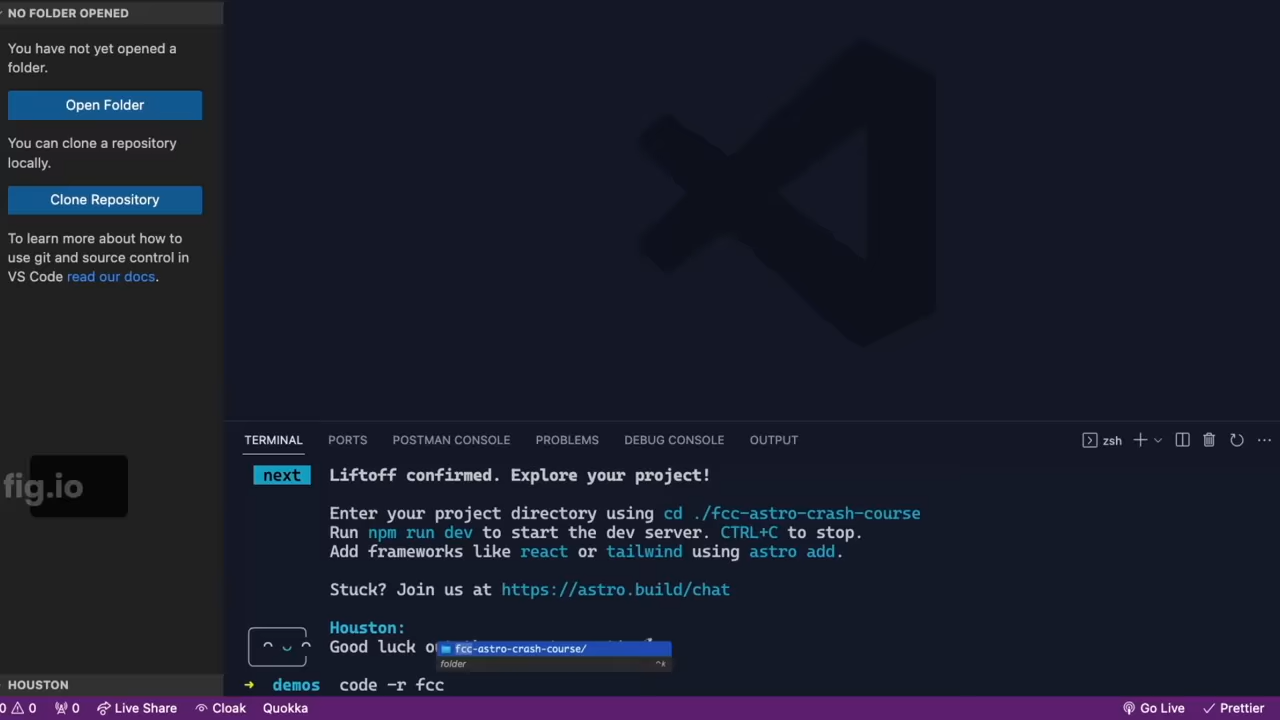 NO FOLDER OPENED
You have not yet opened a
folder.
Open Folder
You can clone a repository
locally.
Clone Repository
To learn more about how to
use git and source control in
VS Code read our docs.
fig.io
HOUSTON
TERMINAL PORTS POSTMAN CONSOLE PROBLEMS DEBUG CONSOLE OUTPUT zsh
next Liftoff confirmed. Explore your project!
Enter your project directory using cd ./fcc-astro-crash-course
Run npm run dev to start the dev server. CTRL+C to stop.
Add frameworks like react or tailwind using astro add.
Stuck? Join us at https://astro.build/chat
Houston:
Good luck
fcc-astro-crash-course/
folder ^k
→ demos code -r fcc
0 0 0 Live Share Cloak Quokka Go Live Prettier